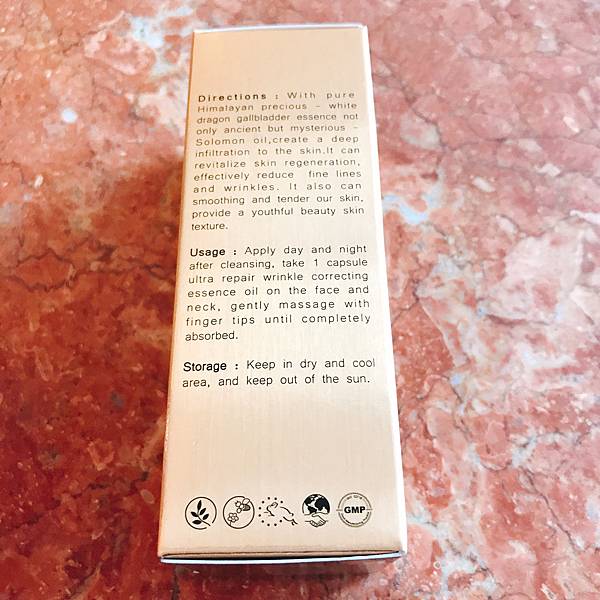 Directions : With pure
Himalayan precious – white
dragon gallbladder essence not
only ancient but mysterious –
Solomon oil,create a deep
infiltration to the skin.It can
revitalize skin regeneration,
effectively reduce fine lines
and wrinkles. It also can
smoothing and tender our skin,
provide a youthful beauty skin
texture.
Usage : Apply day and night
after cleansing, take 1 capsule
ultra repair wrinkle correcting
essence oil on the face and
neck, gently massage with
finger tips until completely
absorbed.
Storage : Keep in dry and cool
area, and keep out of the sun.
GMP